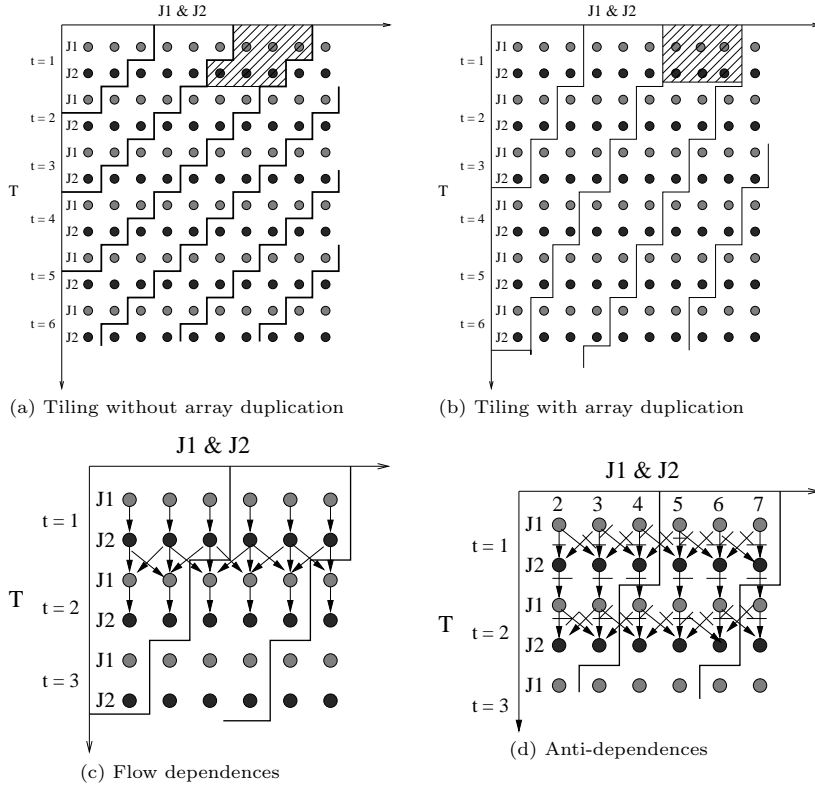 J1 & J2
J1
t = 1
J2
J1
t = 2
J2
J1
t = 3
J2
T
J1
t = 4
J2
J1
t = 5
J2
J1
t = 6
J2
(a) Tiling without array duplication
J1 & J2
J1
t = 1
J2
J1
t = 2
J2
J1
t = 3
J2
T
J1
t = 4
J2
J1
t = 5
J2
J1
t = 6
J2
(b) Tiling with array duplication
J1 & J2
J1
t = 1
J2
J1
T
t = 2
J2
J1
t = 3
J2
(c) Flow dependences
J1 & J2
2 3 4 5 6 7
J1
t = 1
J2
J1
T
t = 2
J2
J1
t = 3
(d) Anti-dependences